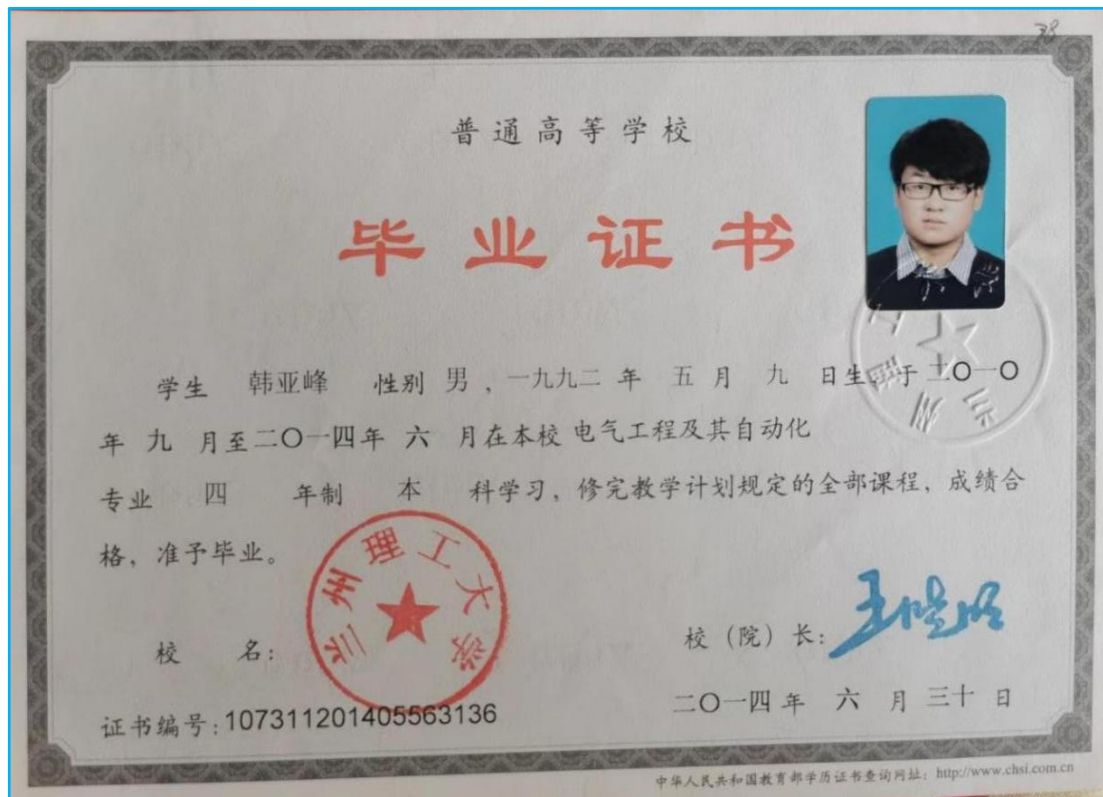 38
普通高等学校
毕业证书
学生 韩亚峰 性别 男，一九九二 年 五 月 九 日生，于 二〇一〇
年 九 月至二〇一四年 六 月在本校 电气工程及其自动化
专业 四 年制 本 科学习，修完教学计划规定的全部课程，成绩合
格，准予毕业。
兰州理工大学
校 名：
校（院）长：
二〇一四年 六 月 三十 日
证书编号：107311201405563136
中华人民共和国教育部学历证书查询网址：http://www.chsi.com.cn